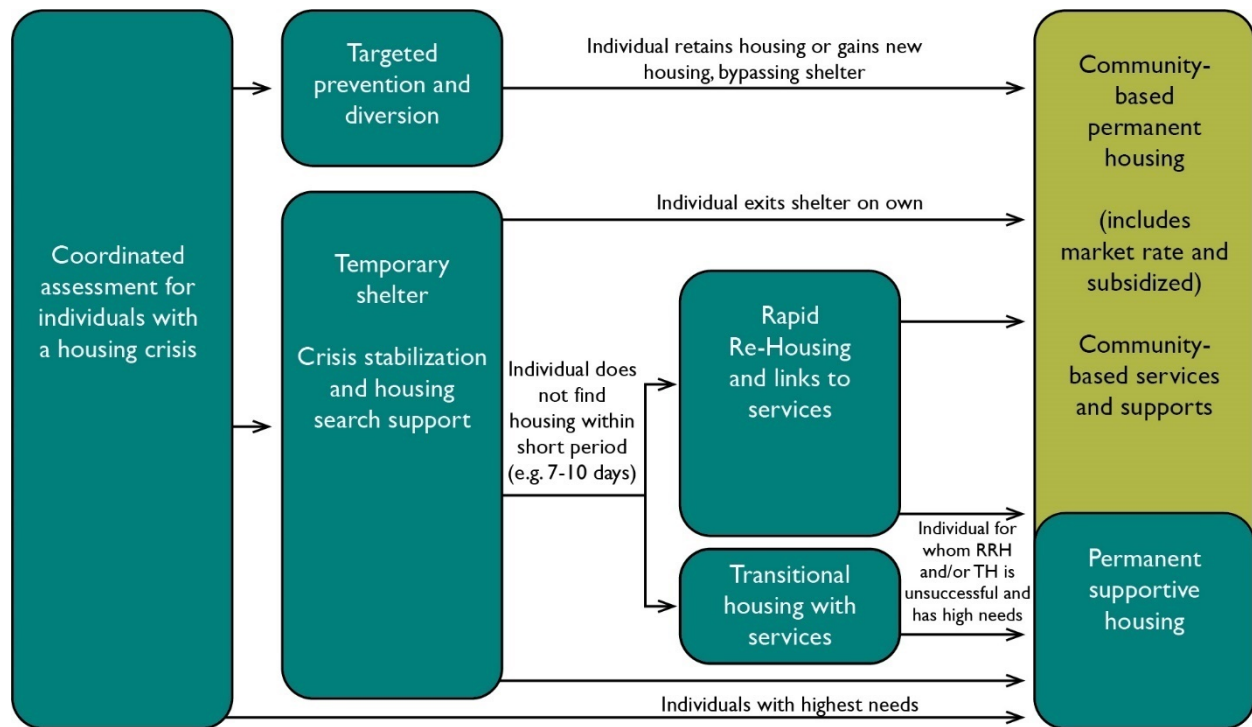 Coordinated
assessment for
individuals with
a housing crisis
Targeted
prevention and
diversion
Individual retains housing or gains new
housing, bypassing shelter
Temporary
shelter
Crisis stabilization
and housing
search support
Individual exits shelter on own
Individual does
not find
housing within
short period
(e.g. 7-10 days)
Rapid
Re-Housing
and links to
services
Transitional
housing with
services
Individual for
whom RRH
and/or TH is
unsuccessful and
has high needs
Individuals with highest needs
Community-
based
permanent
housing
(includes
market rate and
subsidized)
Community-
based services
and supports
Permanent
supportive
housing